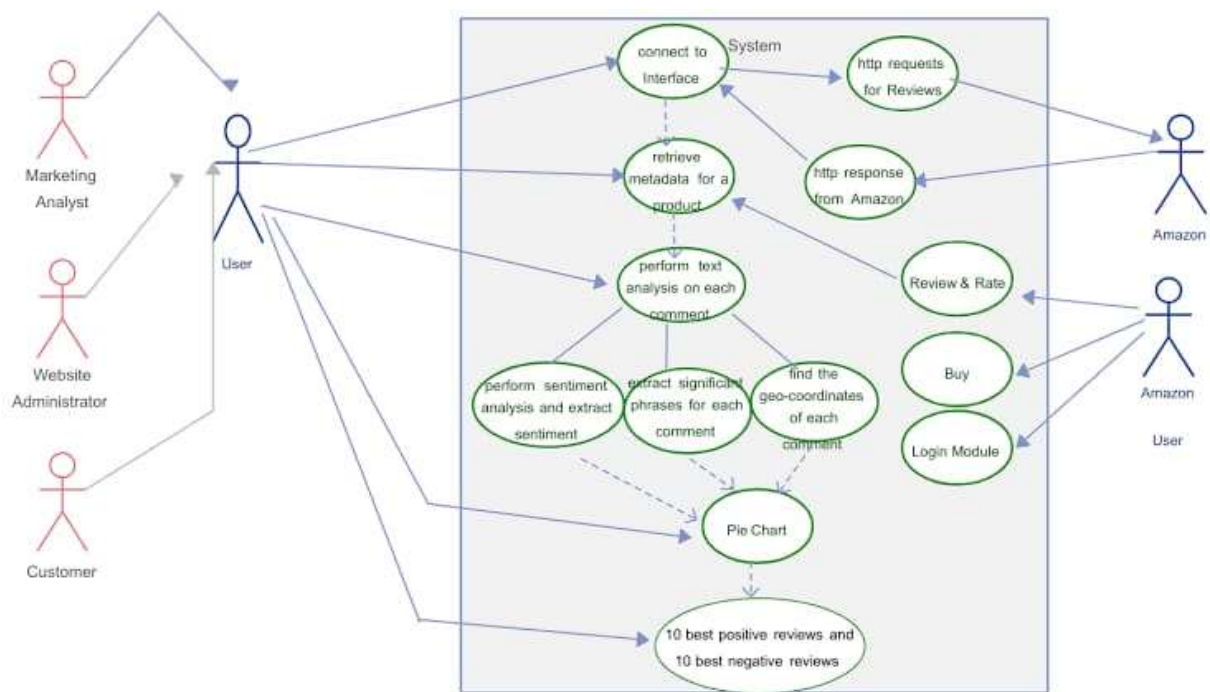 System
connect to
Interface
http requests
for Reviews
Marketing
Analyst
retrieve
metadata for a
product
http response
from Amazon
User
Amazon
perform text
analysis on each
comment
Review & Rate
Website
Administrator
perform sentiment
analysis and extract
sentiment
extract significant
phrases for each
comment
find the
geo-coordinates
of each
comment
Buy
Amazon
User
Login Module
Customer
Pie Chart
10 best positive reviews and
10 best negative reviews